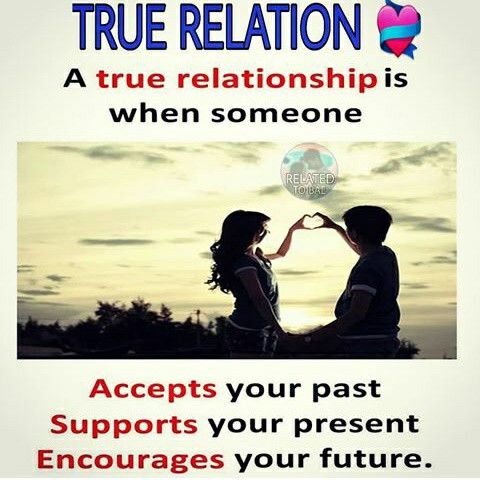 TRUE RELATION
A true relationship is
when someone
RELATED
TO BAE
Accepts your past
Supports your present
Encourages your future.